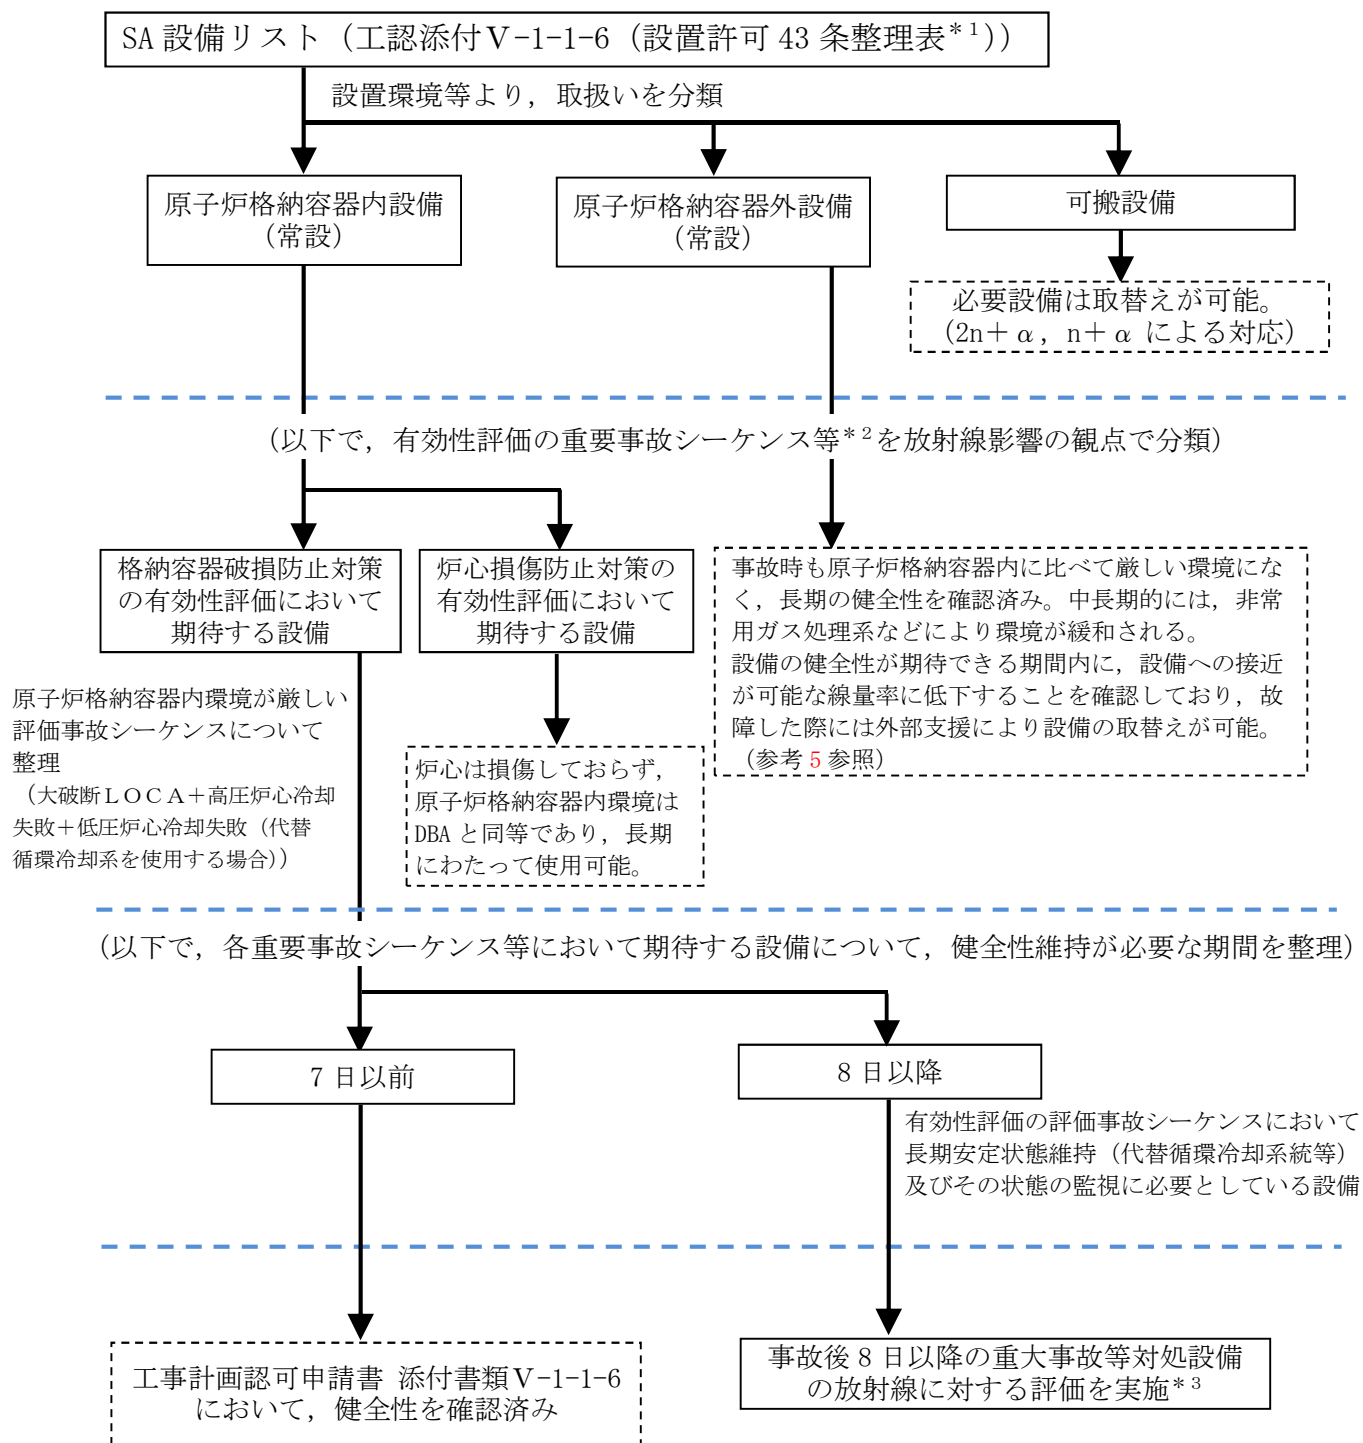 SA 設備リスト（工認添付Ⅴ-1-1-6（設置許可 43 条整理表*1））
設置環境等より，取扱いを分類
原子炉格納容器内設備
（常設）
原子炉格納容器外設備
（常設）
可搬設備
必要設備は取替えが可能。
（2n＋α，n＋α による対応）
（以下で，有効性評価の重要事故シーケンス等*2を放射線影響の観点で分類）
格納容器破損防止対策
の有効性評価において
期待する設備
炉心損傷防止対策の
有効性評価において
期待する設備
事故時も原子炉格納容器内に比べて厳しい環境にな
く，長期の健全性を確認済み。中長期的には，非常
用ガス処理系などにより環境が緩和される。
設備の健全性が期待できる期間内に，設備への接近
が可能な線量率に低下することを確認しており，故
障した際には外部支援により設備の取替えが可能。
（参考 5 参照）
原子炉格納容器内環境が厳しい
評価事故シーケンスについて
整理
（大破断ＬＯＣＡ＋高圧炉心冷却
失敗＋低圧炉心冷却失敗（代替
循環冷却系を使用する場合））
炉心は損傷しておらず，
原子炉格納容器内環境は
DBA と同等であり，長期
にわたって使用可能。
（以下で，各重要事故シーケンス等において期待する設備について，健全性維持が必要な期間を整理）
7 日以前
8 日以降
有効性評価の評価事故シーケンスにおいて
長期安定状態維持（代替循環冷却系統等）
及びその状態の監視に必要としている設備
工事計画認可申請書 添付書類Ⅴ-1-1-6
において，健全性を確認済み
事故後 8 日以降の重大事故等対処設備
の放射線に対する評価を実施*3